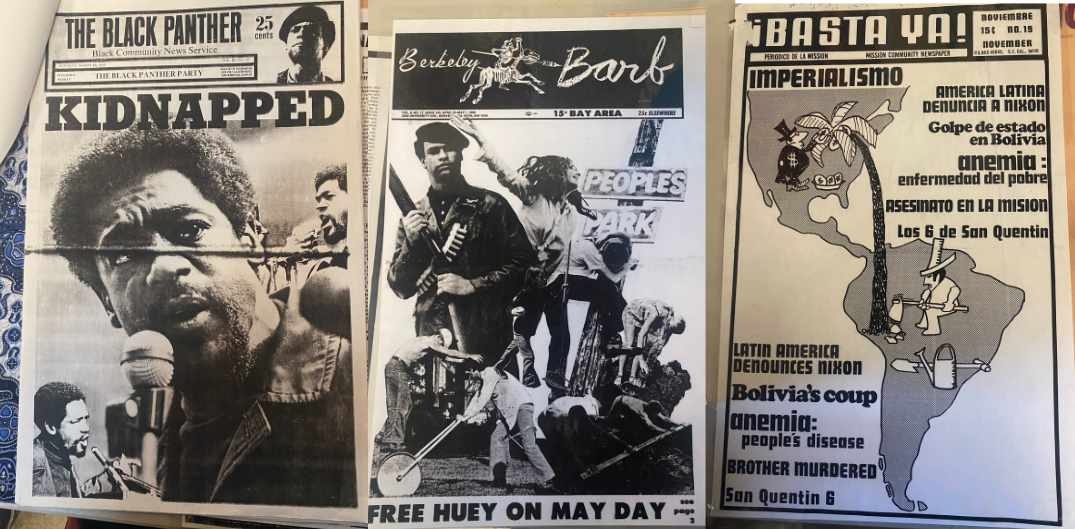 THE BLACK PANTHER
25 cents
Black Community News Service
THE BLACK PANTHER PARTY
KIDNAPPED
Berkeley Barb
15¢ BAY AREA
25¢ ELSEWHERE
PEOPLE'S
PARK
FREE HUEY ON MAY DAY
see
page
3
¡BASTA YA!
NOVIEMBRE
15¢ NO.19
NOVEMBER
PERIODICO DE LA MISSION
MISSION COMMUNITY NEWSPAPER
IMPERIALISMO
AMERICA LATINA
DENUNCIA A NIXON
Golpe de estado
en Bolivia
anemia:
enfermedad del pobre
ASESINATO EN LA MISION
Los 6 de San Quentin
$
LATIN AMERICA
DENOUNCES NIXON
Bolivia's coup
anemia:
people's disease
BROTHER MURDERED
San Quentin 6